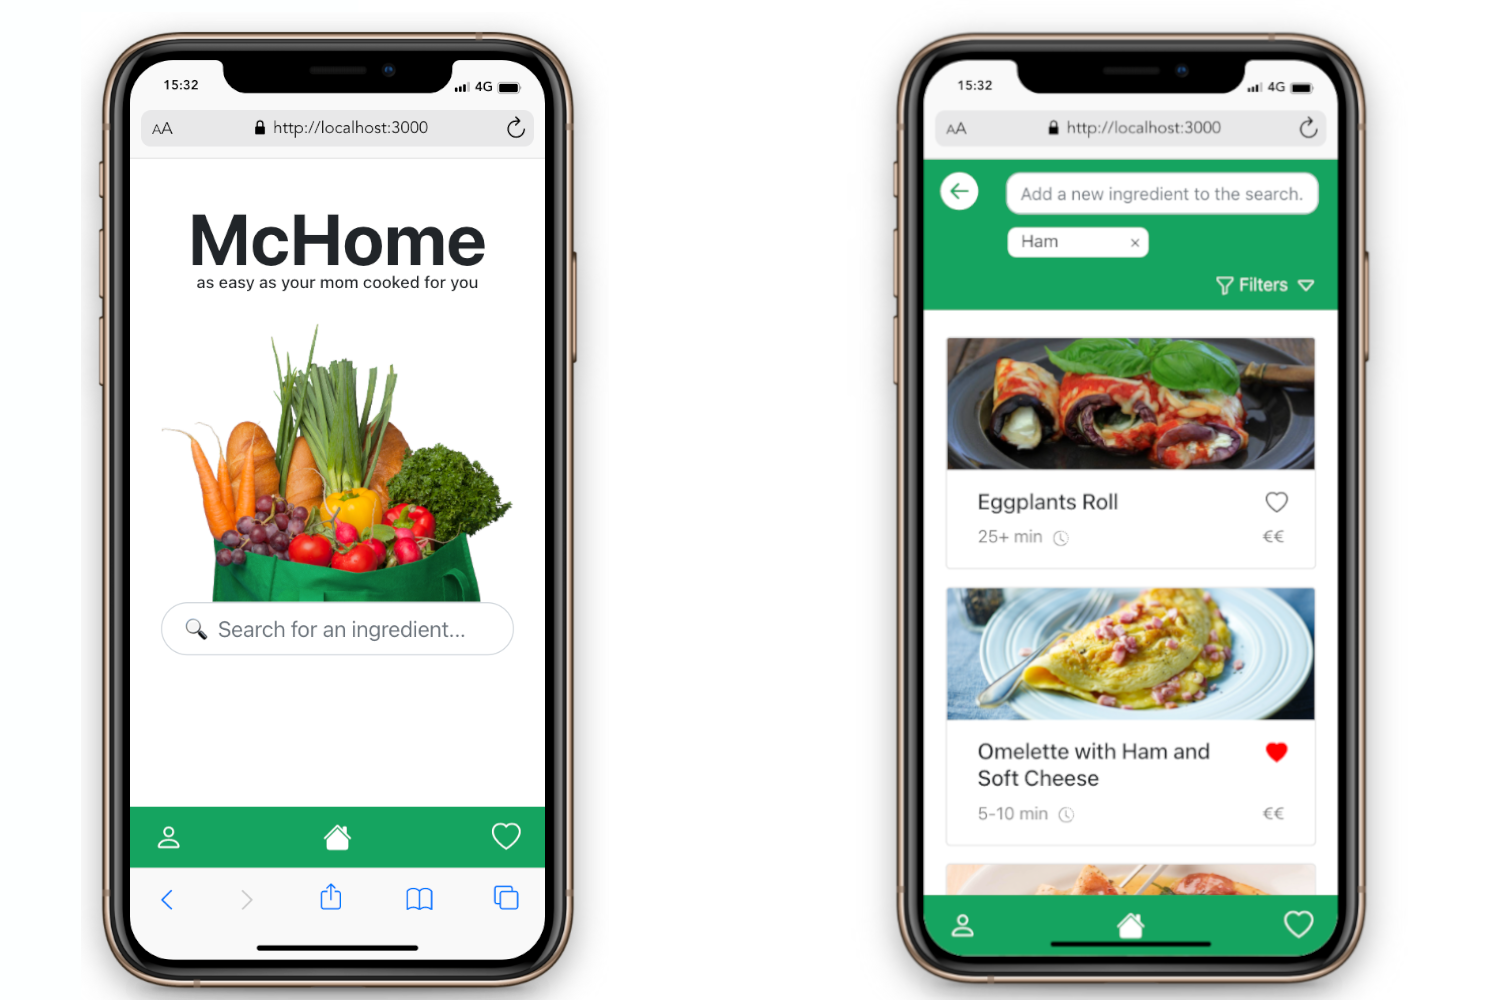 15:32
4G
AA
http://localhost:3000
McHome
as easy as your mom cooked for you
Search for an ingredient...
15:32
4G
AA
http://localhost:3000
Add a new ingredient to the search.
Ham ×
Filters
Eggplants Roll
25+ min
€€
Omelette with Ham and
Soft Cheese
5-10 min
€€